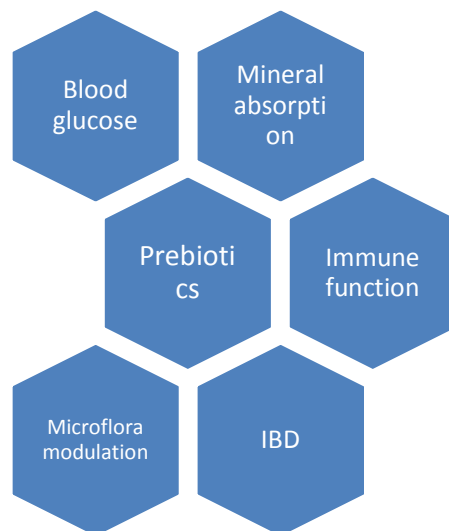 Blood
glucose
Mineral
absorpti
on
Prebioti
cs
Immune
function
Microflora
modulation
IBD